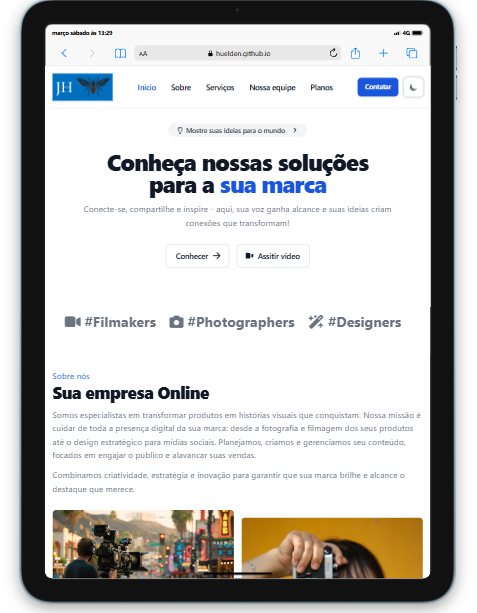 março sábado às 13:29
4G
AA
huelden.github.io
JH
Inicio
Sobre
Serviços
Nossa equipe
Planos
Contatar
Mostre suas ideias para o mundo
Conheça nossas soluções
para a sua marca
Conecte-se, compartilhe e inspire - aqui, sua voz ganha alcance e suas ideias criam
conexões que transformam!
Conhecer
Assitir video
#Filmakers
#Photographers
#Designers
Sobre nós
Sua empresa Online
Somos especialistas em transformar produtos em histórias visuais que conquistam. Nossa missão é
cuidar de toda a presença digital da sua marca: desde a fotografia e filmagem dos seus produtos
até o design estratégico para mídias sociais. Planejamos, criamos e gerenciamos seu conteúdo,
focados em engajar o publico e alavancar suas vendas.
Combinamos criatividade, estratégia e inovação para garantir que sua marca brilhe e alcance o
destaque que merece.